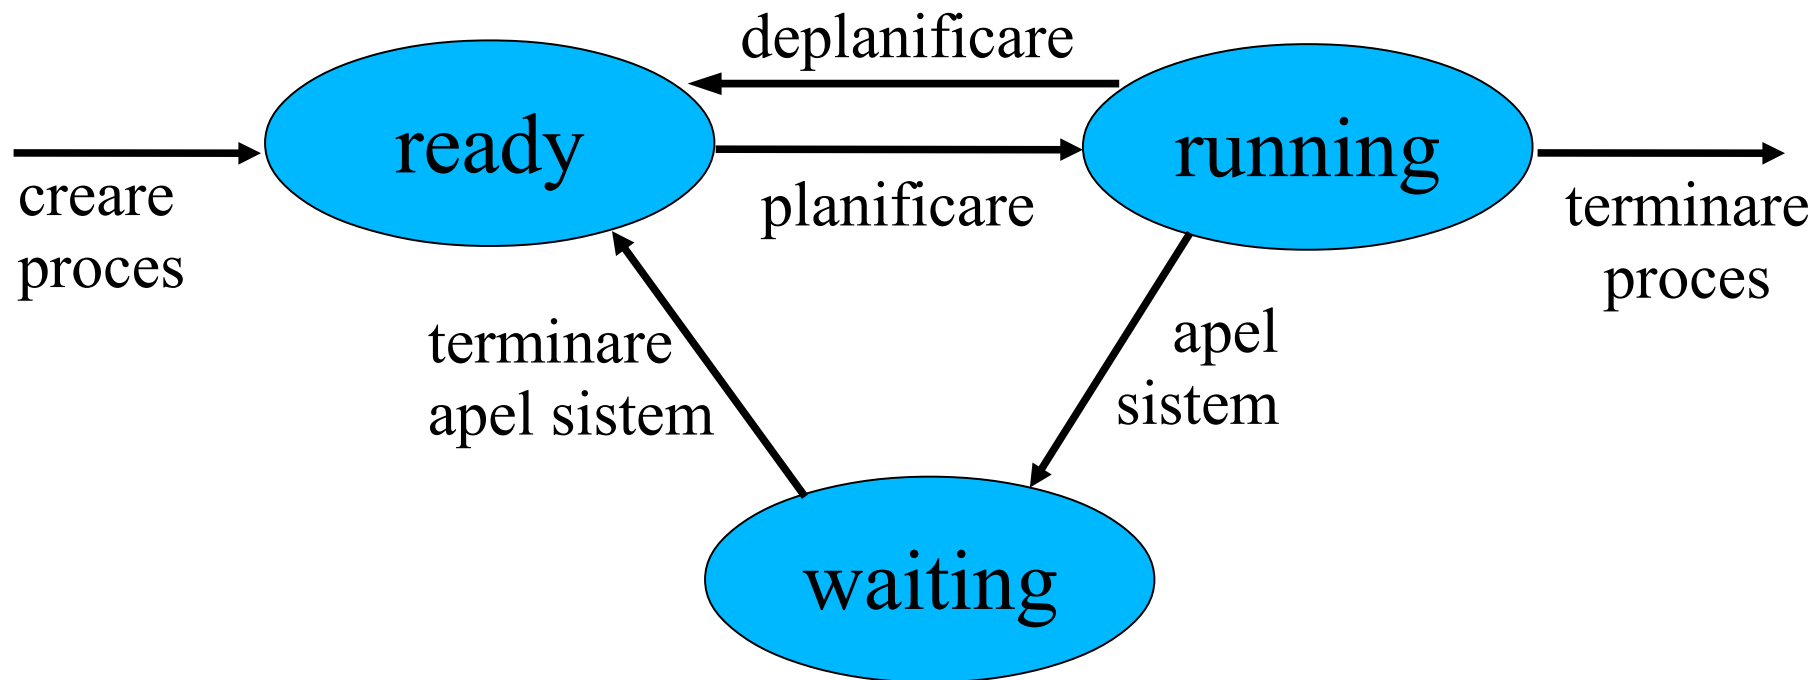 deplanificare
ready
running
creare
proces
planificare
terminare
proces
terminare
apel sistem
apel
sistem
waiting